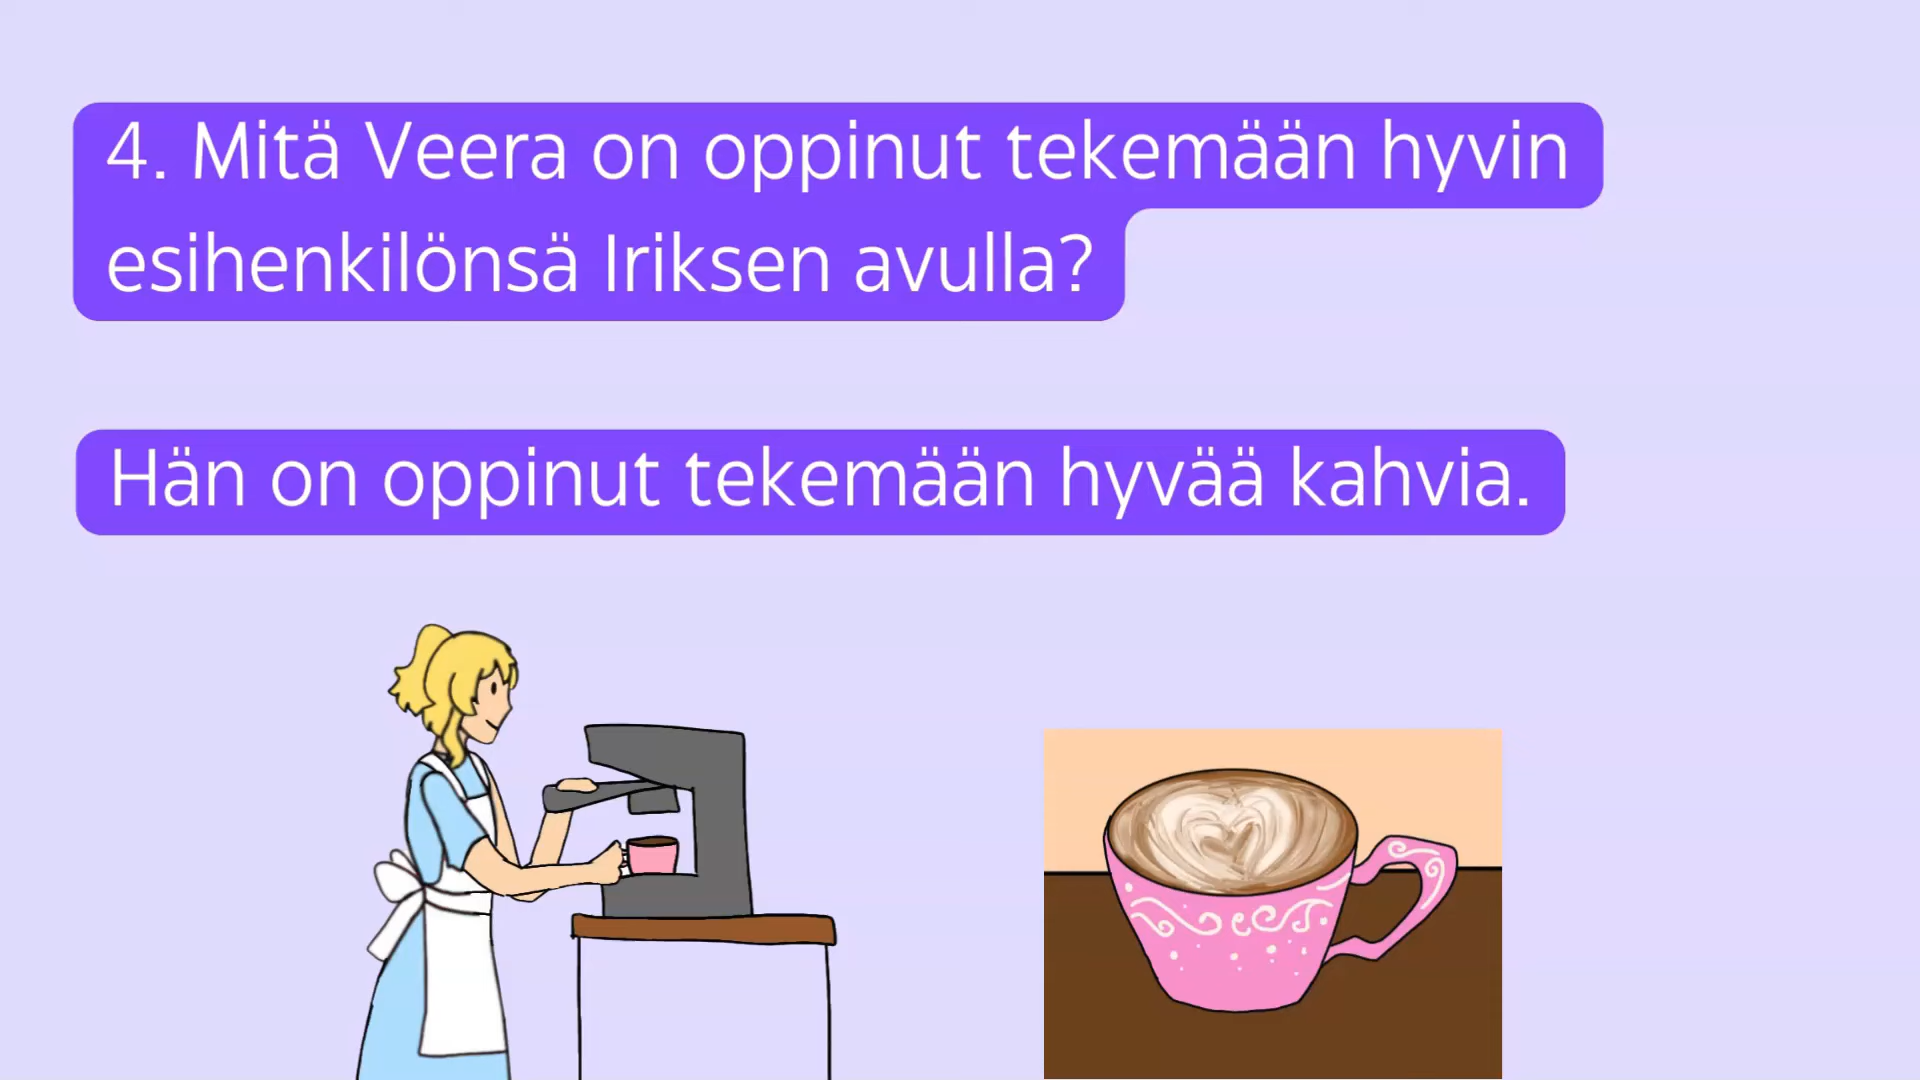 4. Mitä Veera on oppinut tekemään hyvin
esihenkilönsä Iriksen avulla?
Hän on oppinut tekemään hyvää kahvia.